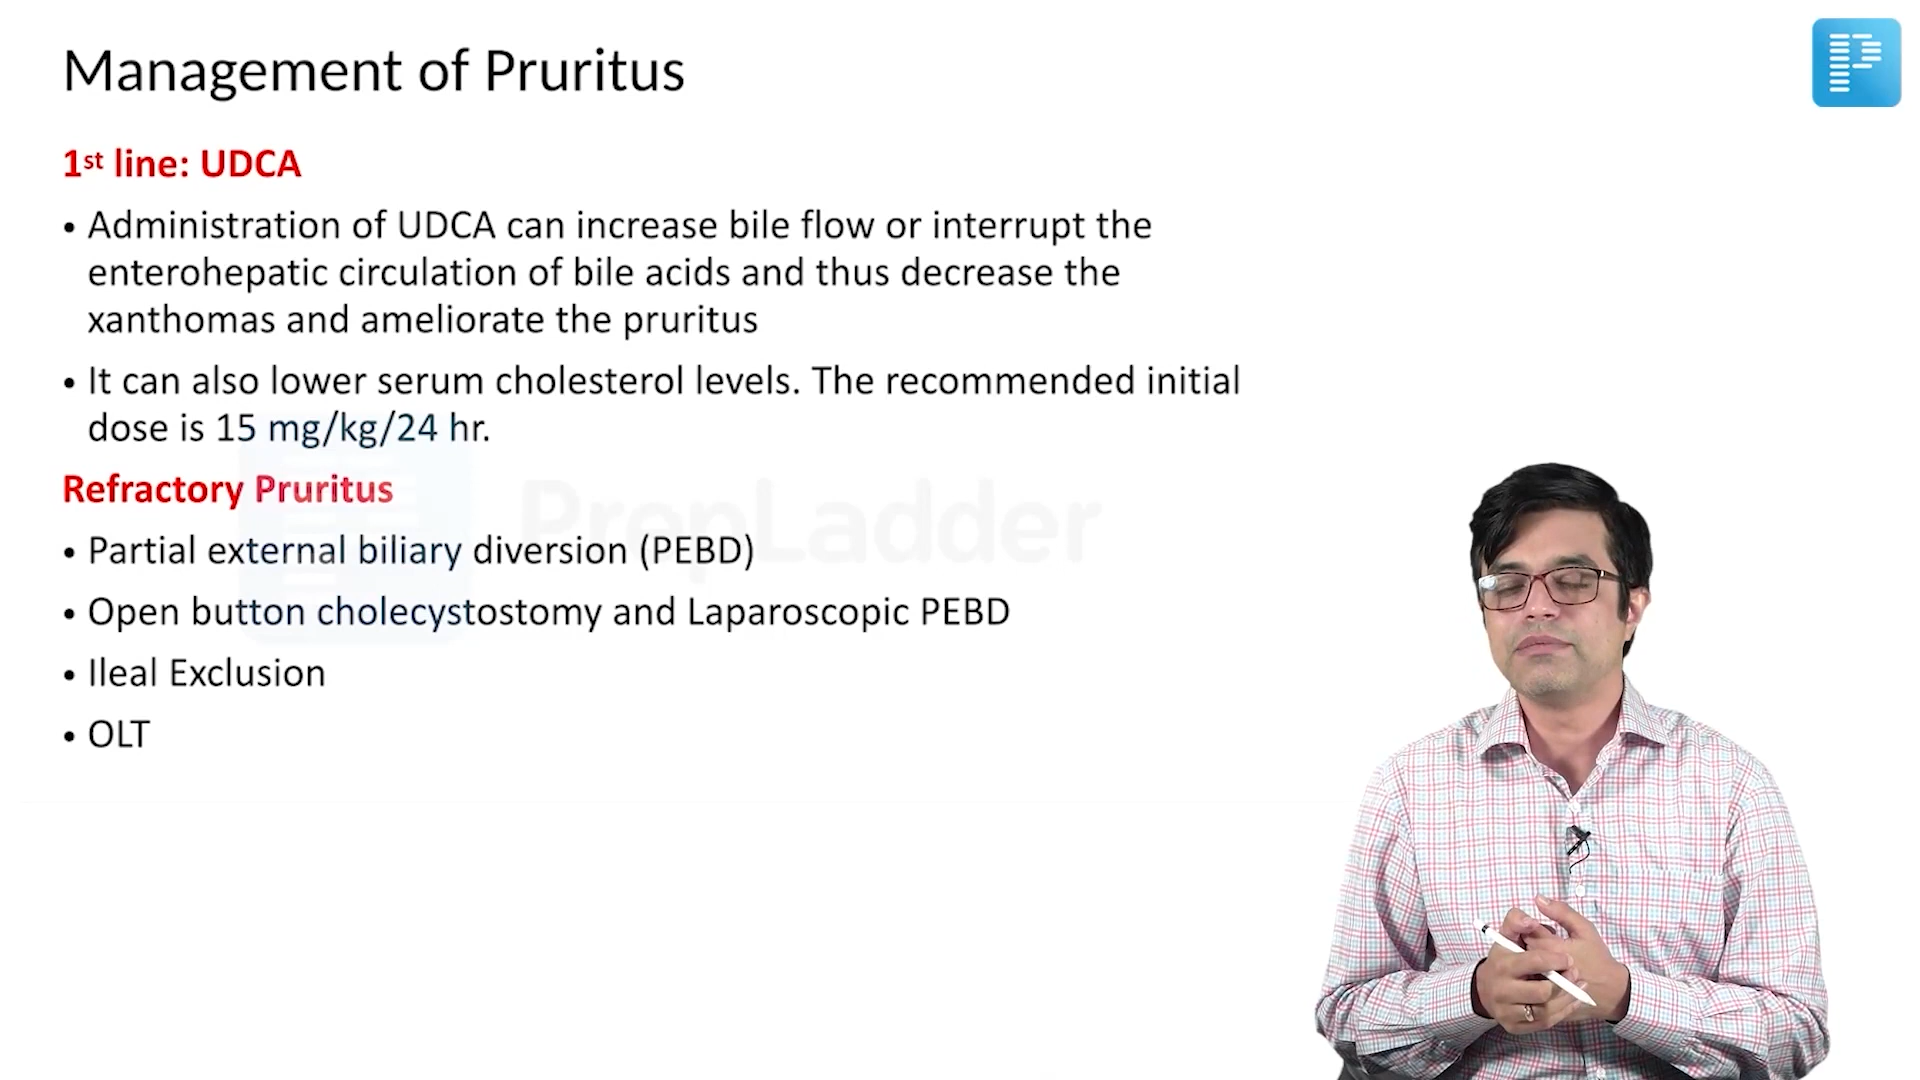 Management of Pruritus
1st line: UDCA
• Administration of UDCA can increase bile flow or interrupt the
enterohepatic circulation of bile acids and thus decrease the
xanthomas and ameliorate the pruritus
• It can also lower serum cholesterol levels. The recommended initial
dose is 15 mg/kg/24 hr.
Refractory Pruritus
PrepLadder
• Partial external biliary diversion (PEBD)
• Open button cholecystostomy and Laparoscopic PEBD
• Ileal Exclusion
• OLT